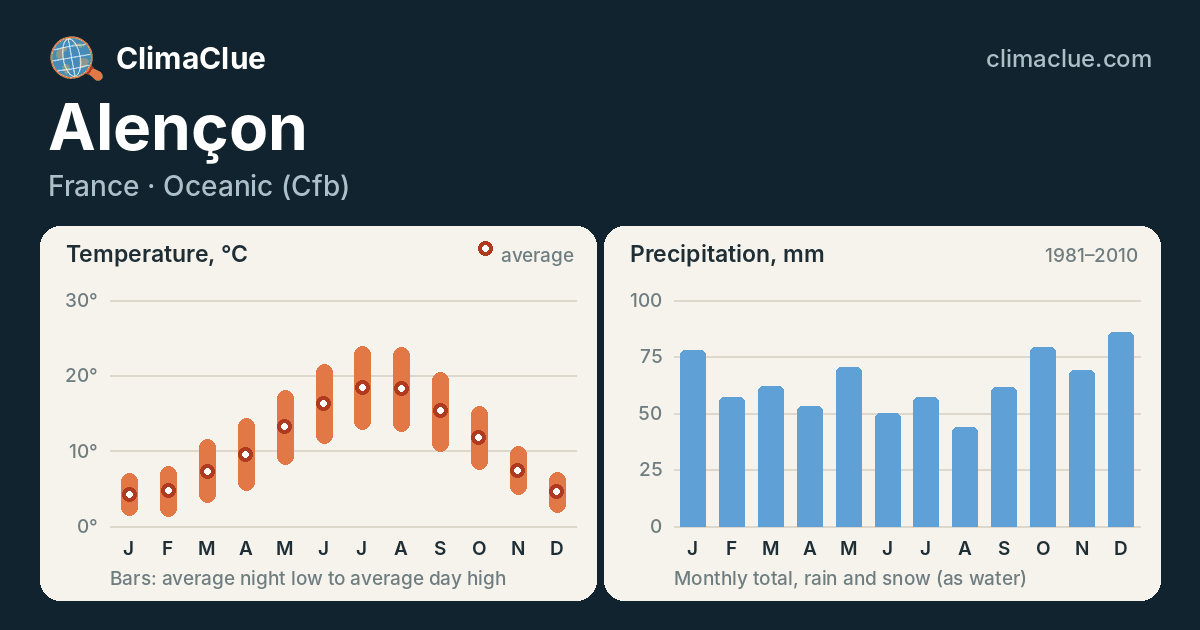 ClimaClue
climaclue.com
Alençon
France · Oceanic (Cfb)
Temperature, °C
average
30°
20°
10°
0°
J F M A M J J A S O N D
Bars: average night low to average day high
Precipitation, mm
1981–2010
100
75
50
25
0
J F M A M J J A S O N D
Monthly total, rain and snow (as water)